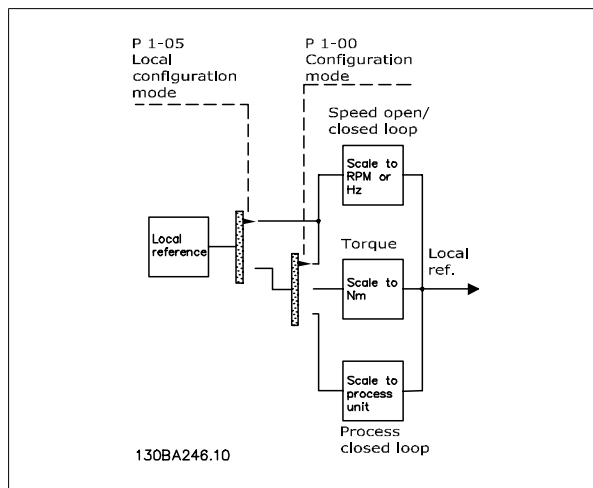 P 1-05
Local
configuration
mode
P 1-00
Configuration
mode
Speed open/
closed loop
Scale to
RPM or
Hz
Local
reference
Torque
Scale to
Nm
Local
ref.
Scale to
process
unit
Process
closed loop
130BA246.10